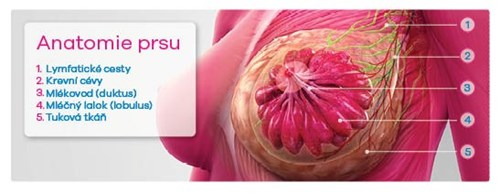 Anatomie prsu
1. Lymfatické cesty
2. Krevní cévy
3. Mlékovod (duktus)
4. Mléčný lalok (lobulus)
5. Tuková tkáň
1
2
3
4
5